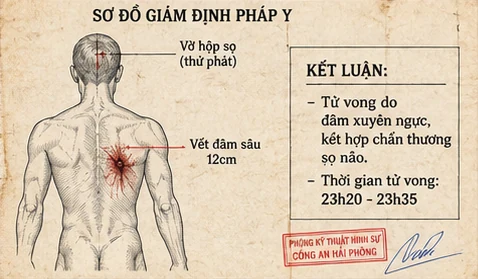 SƠ ĐỒ GIÁM ĐỊNH PHÁP Y
Vờ hộp sọ
(thử phát)
Vết đâm sâu
12cm
KẾT LUẬN:
– Tử vong do
đâm xuyên ngực,
kết hợp chấn thương
sọ não.
– Thời gian tử vong:
23h20 - 23h35
PHÒNG KỸ THUẬT HÌNH SỰ
CÔNG AN HẢI PHÒNG